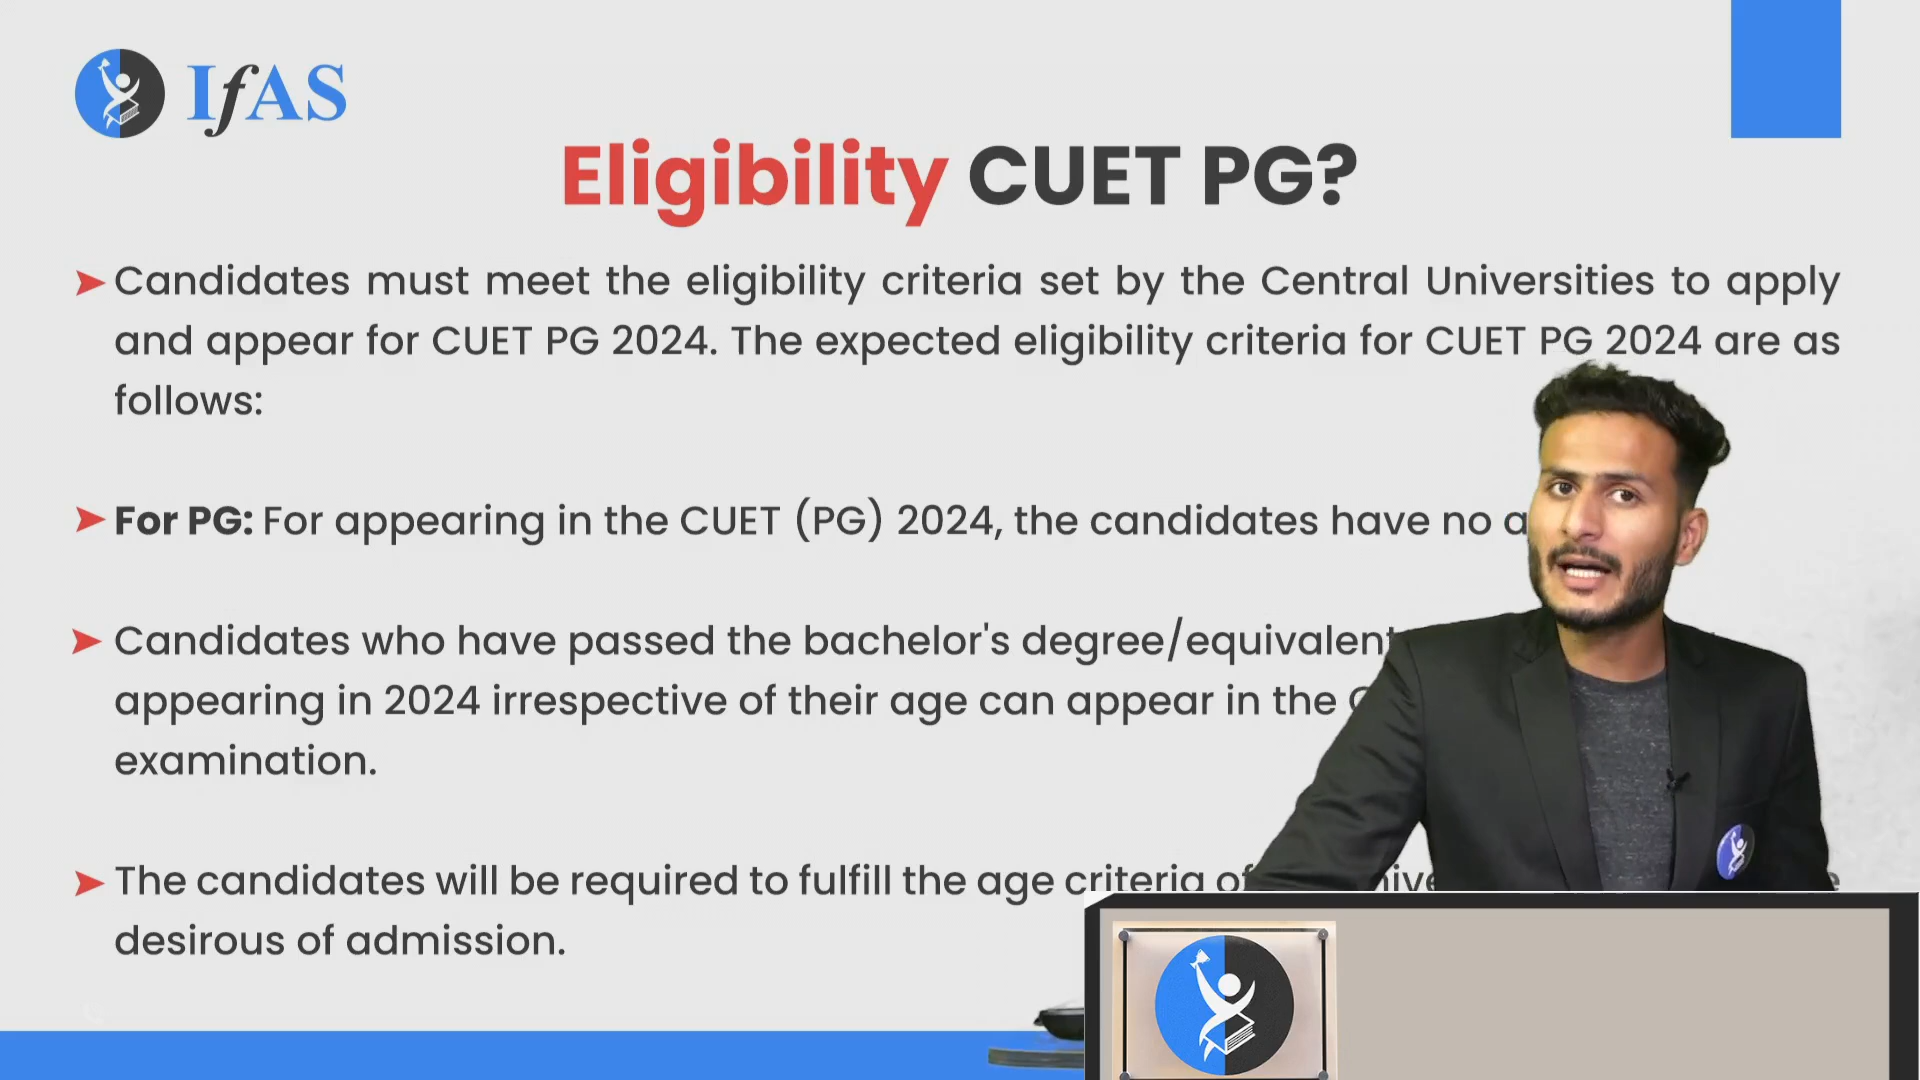 IfAS
Eligibility CUET PG?
Candidates must meet the eligibility criteria set by the Central Universities to apply
and appear for CUET PG 2024. The expected eligibility criteria for CUET PG 2024 are as
follows:
For PG: For appearing in the CUET (PG) 2024, the candidates have no
Candidates who have passed the bachelor's degree/equivalent
appearing in 2024 irrespective of their age can appear in the
examination.
The candidates will be required to fulfill the age criteria of
desirous of admission.